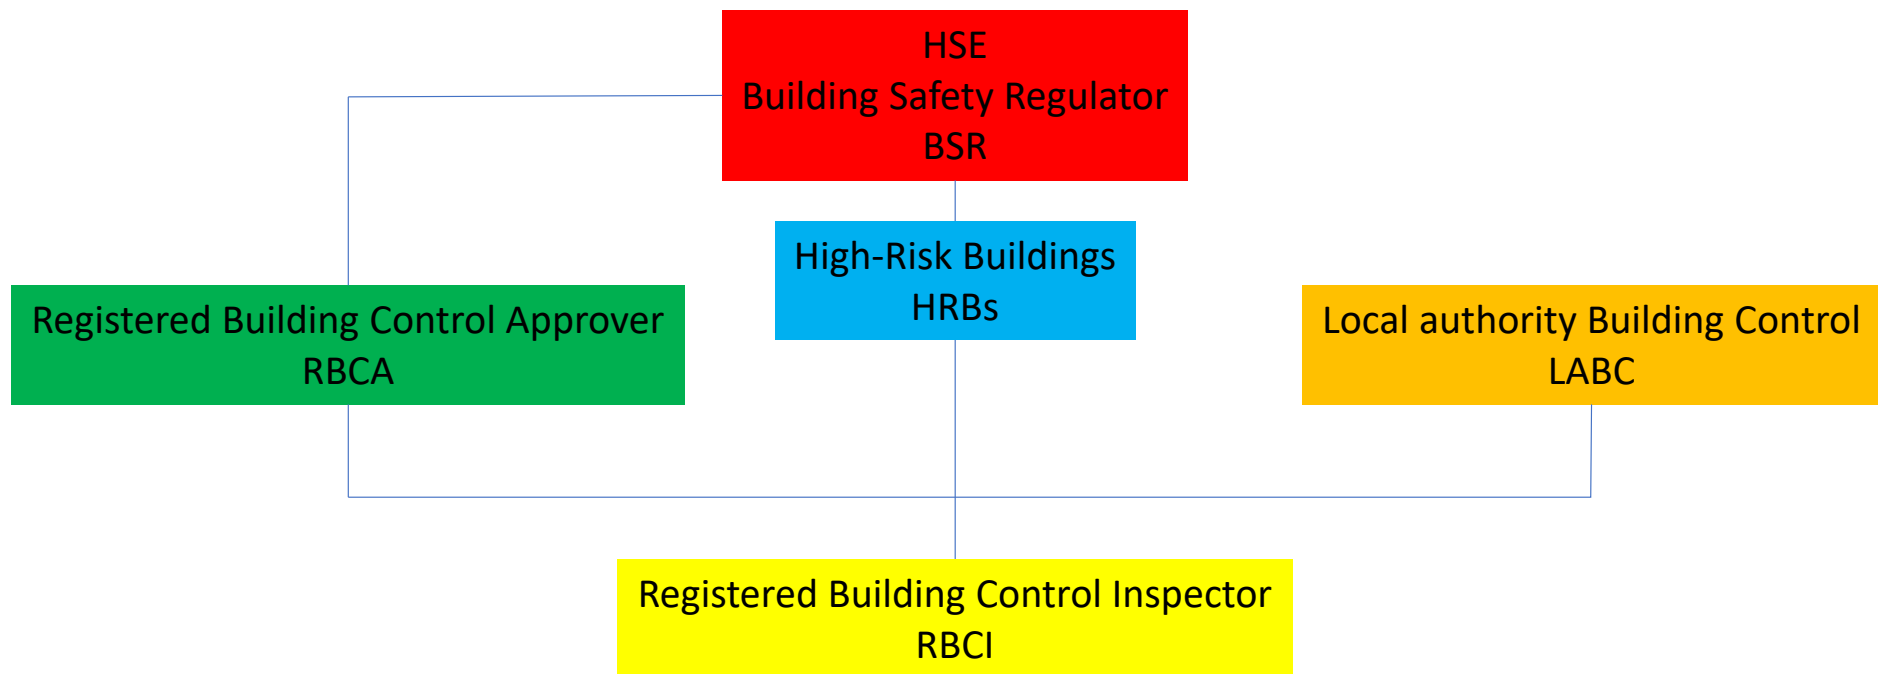 HSE
Building Safety Regulator
BSR
High-Risk Buildings
HRBs
Registered Building Control Approver
RBCA
Local authority Building Control
LABC
Registered Building Control Inspector
RBCI